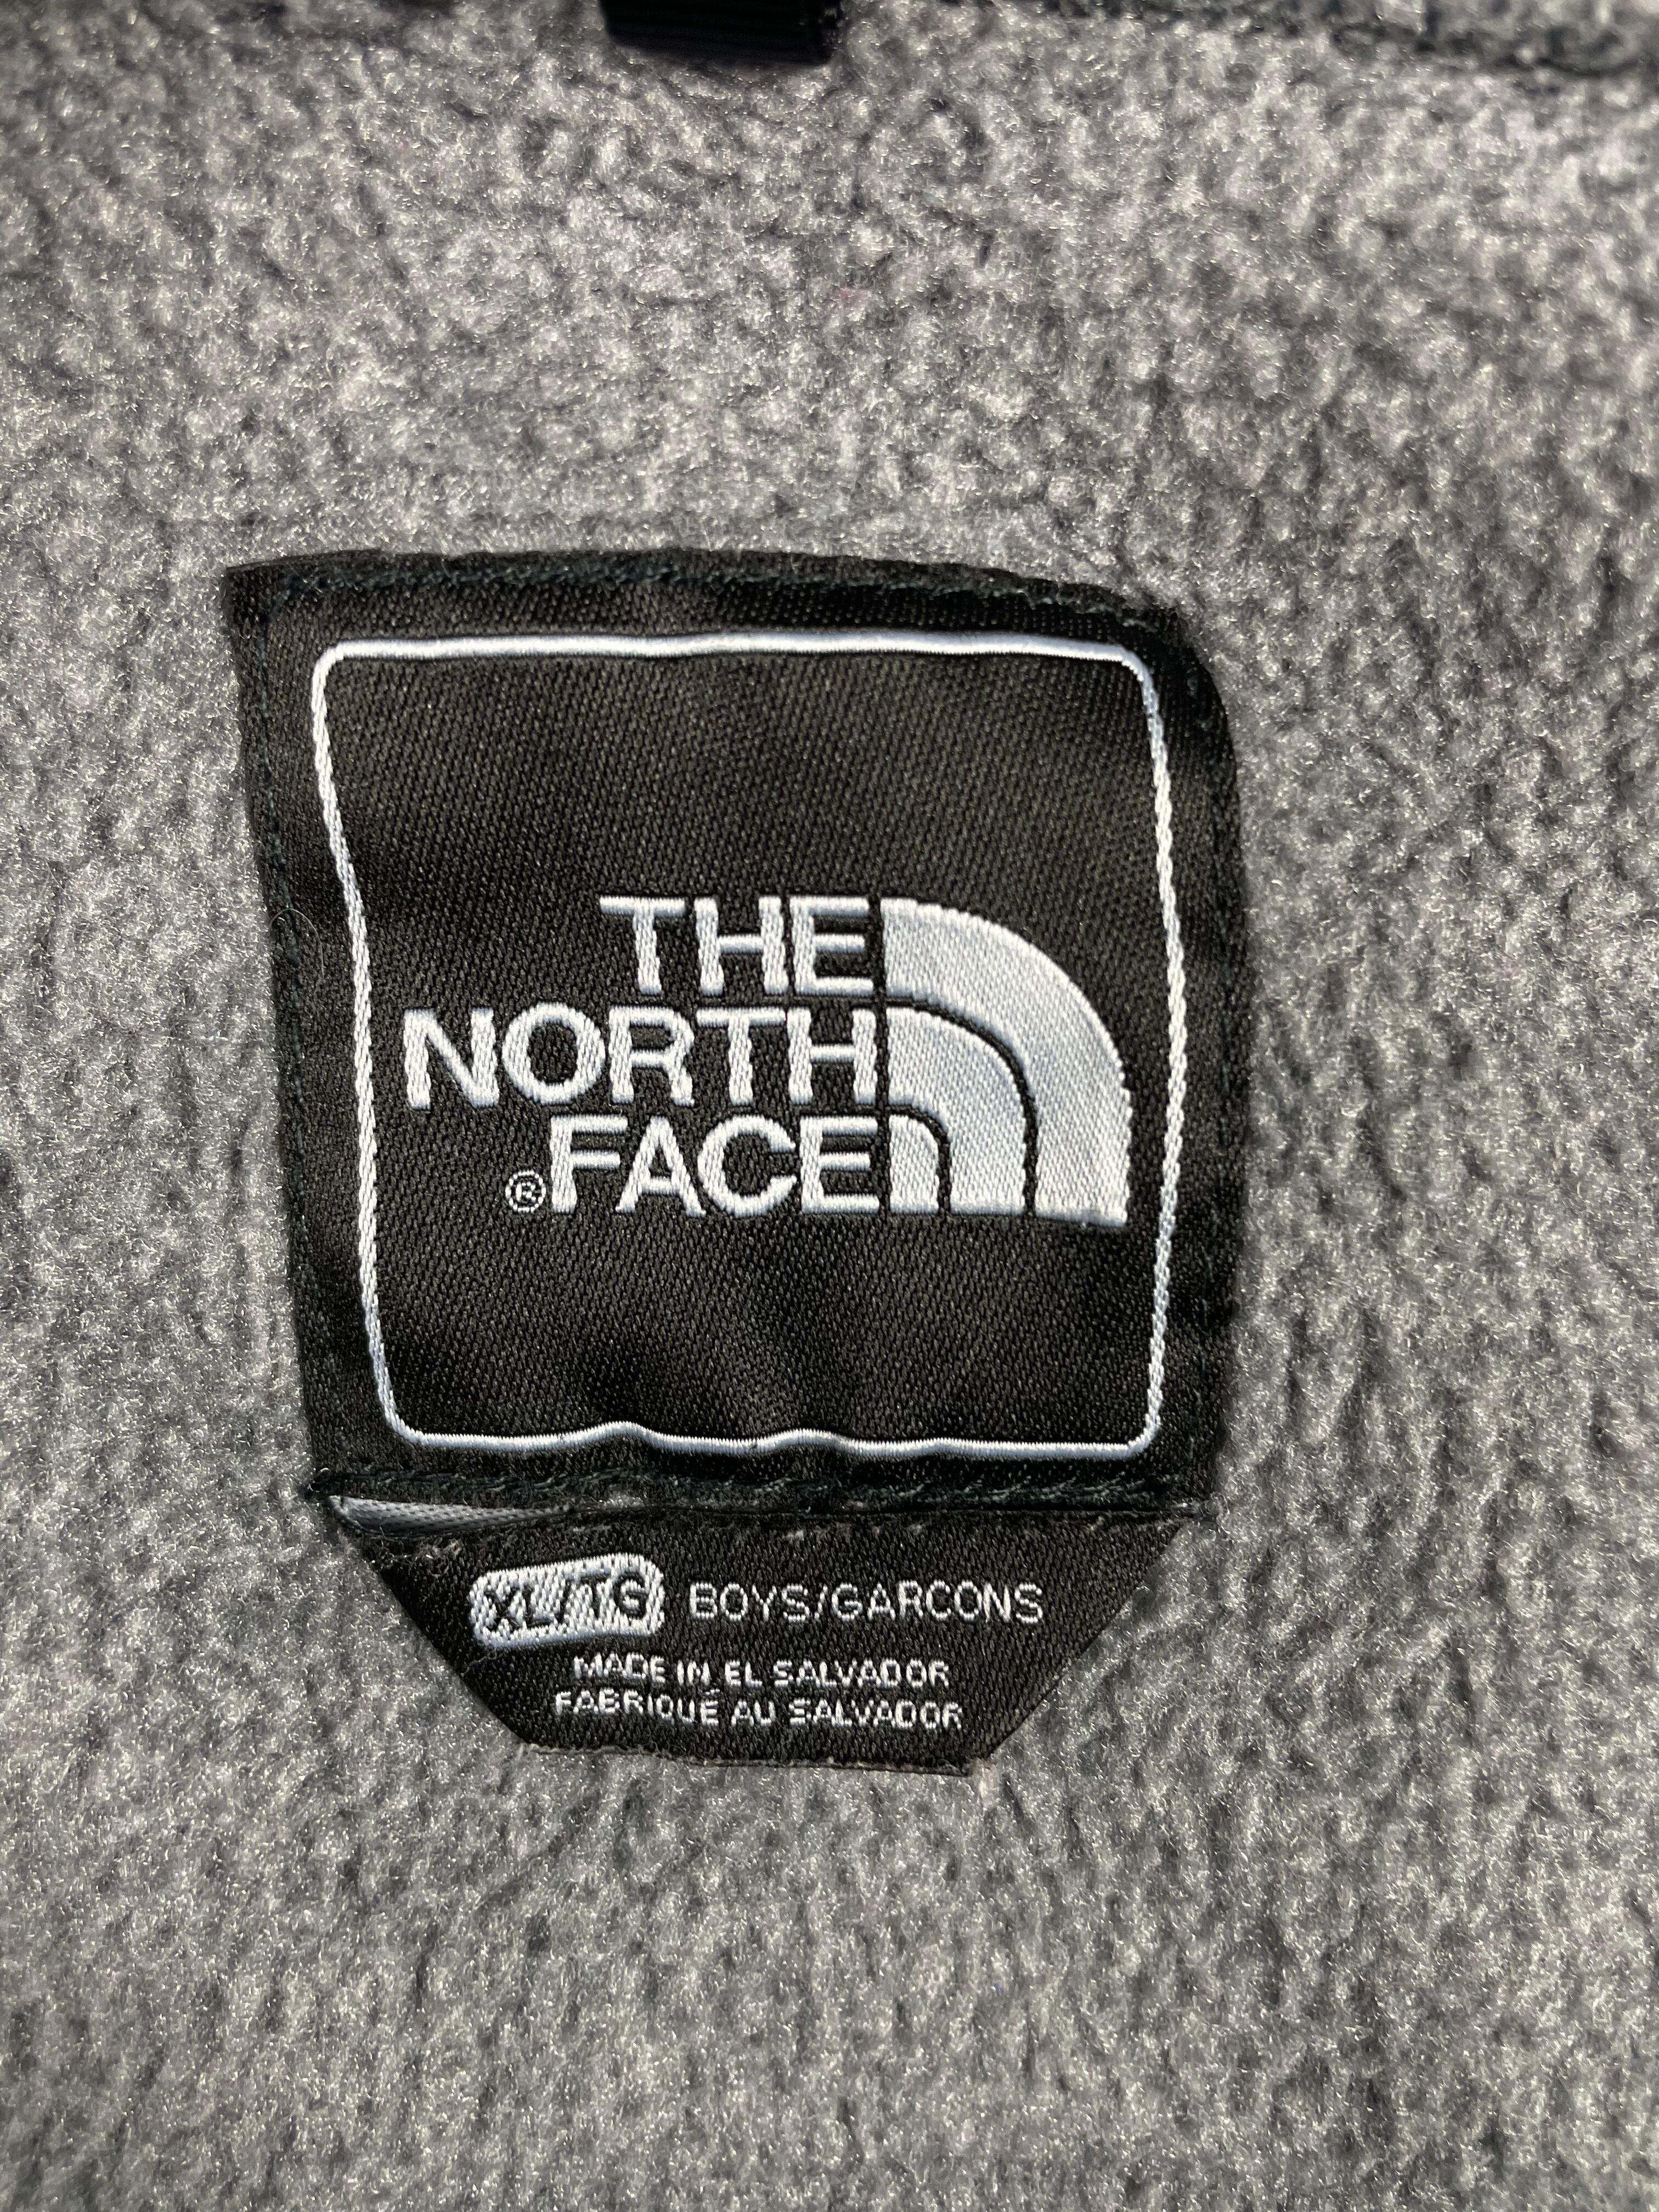 THE
NORTH
®FACE
XL/TG BOYS/GARCONS
MADE IN EL SALVADOR
FABRIQUÉ AU SALVADOR